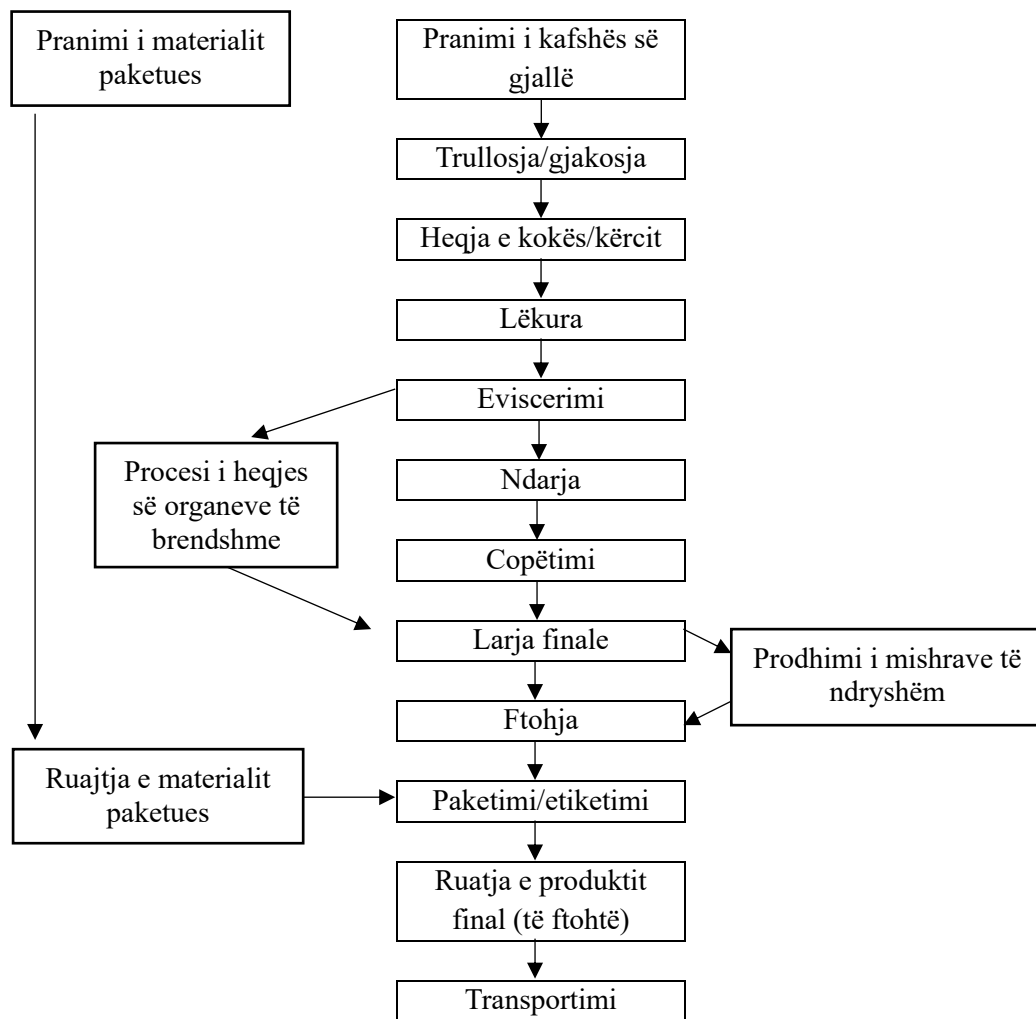 Pranimi i materialit
paketues
Pranimi i kafshës së
gjallë
Trullosja/gjakosja
Heqja e kokës/kërcit
Lëkura
Eviscerimi
Procesi i heqjes
së organeve të
brendshme
Ndarja
Copëtimi
Larja finale
Prodhimi i mishrave të
ndryshëm
Ftohja
Ruajtja e materialit
paketues
Paketimi/etiketimi
Ruatja e produktit
final (të ftohtë)
Transportimi